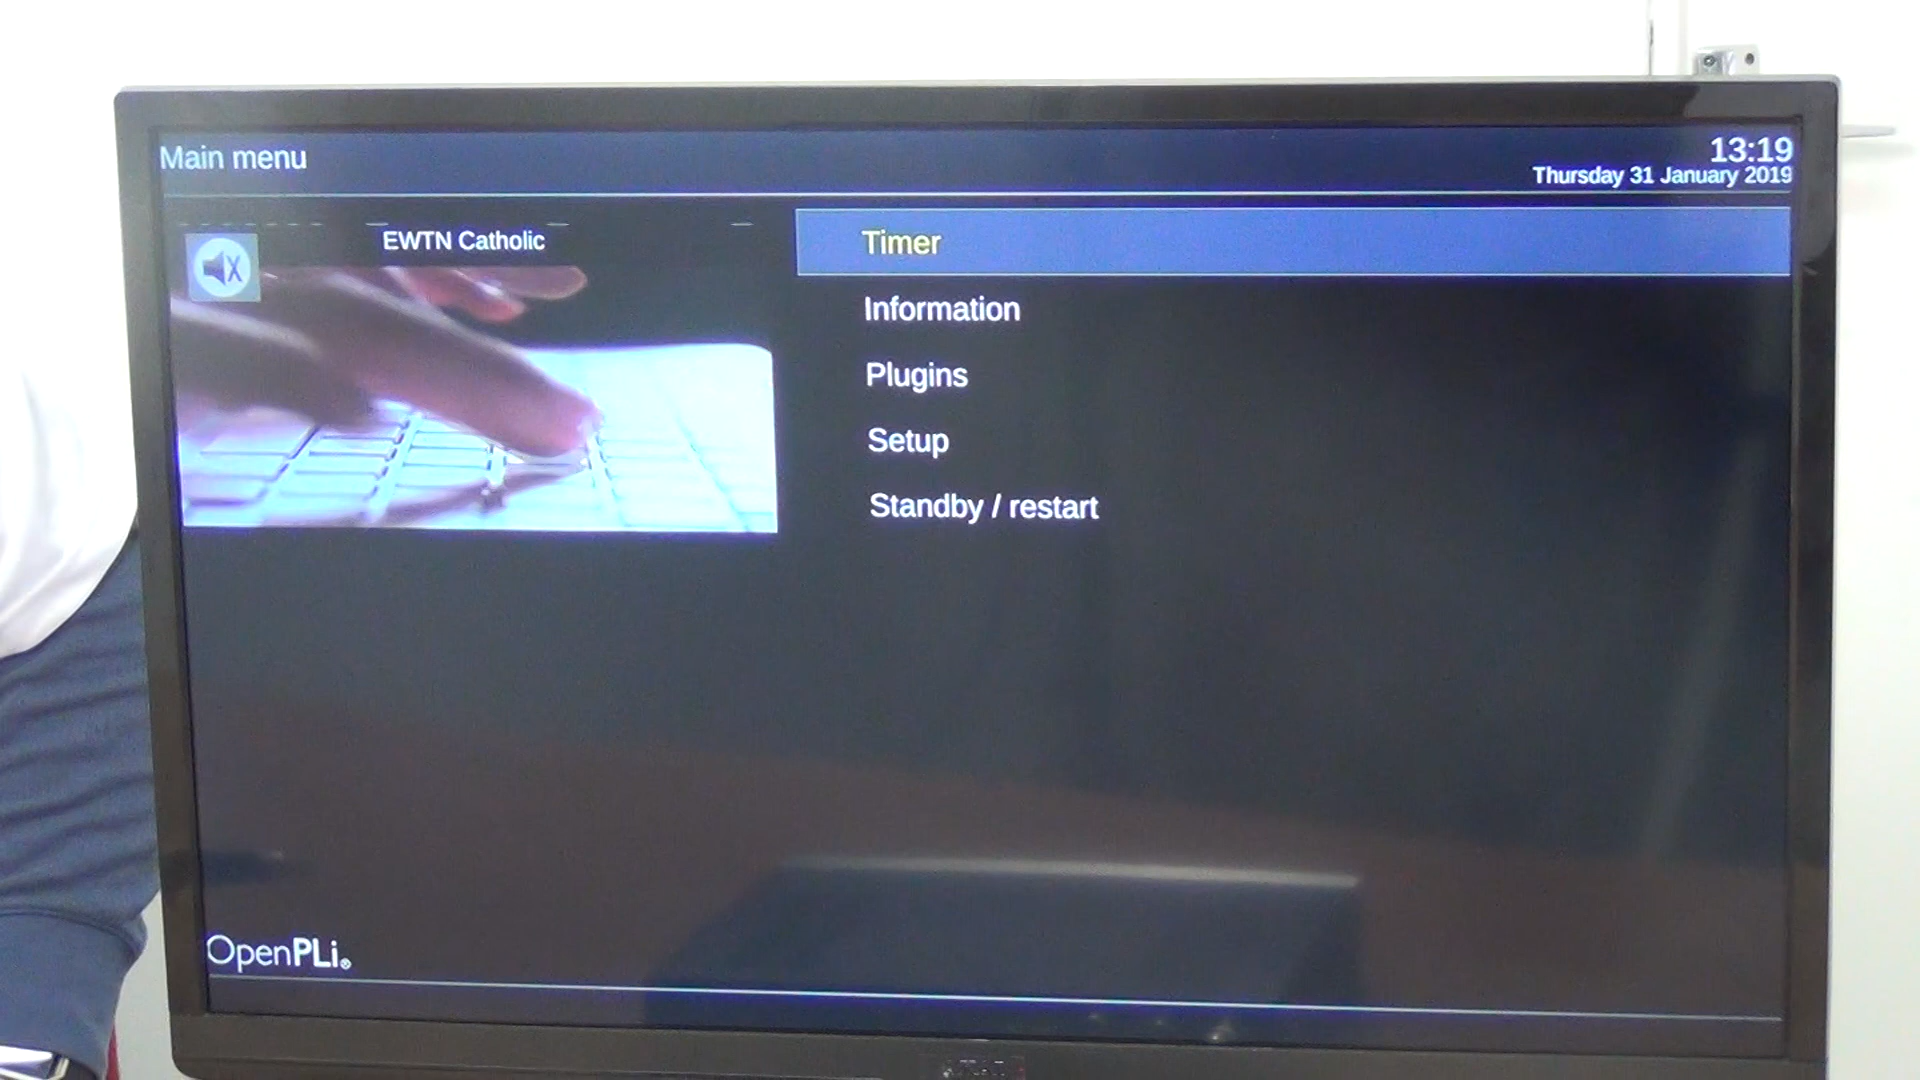 Main menu
13:19
Thursday 31 January 2019
EWTN Catholic
Timer
Information
Plugins
Setup
Standby / restart
OpenPLi®